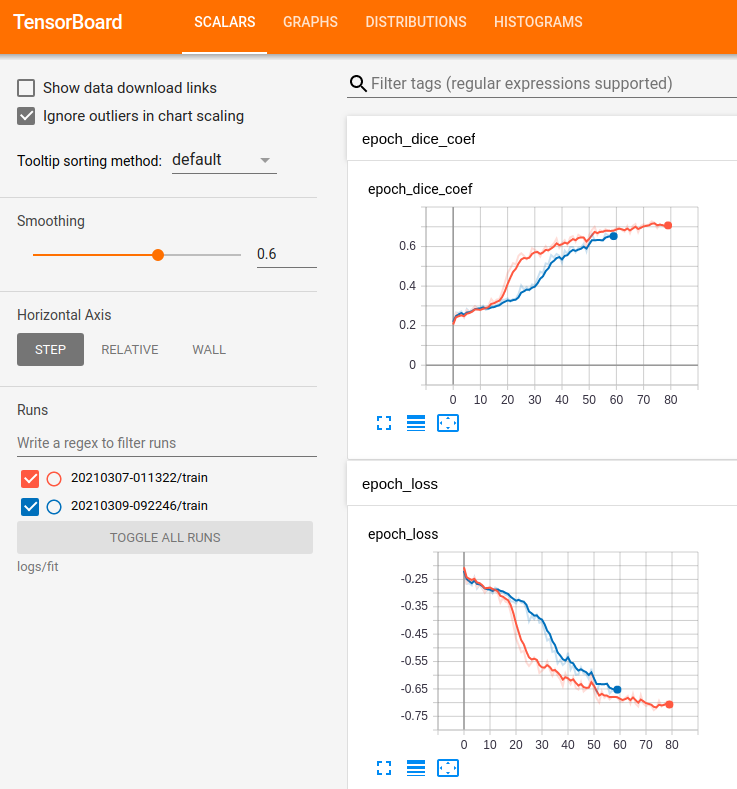 TensorBoard SCALARS GRAPHS DISTRIBUTIONS HISTOGRAMS
Show data download links
Ignore outliers in chart scaling
Tooltip sorting method: default
Smoothing
0.6
Horizontal Axis
STEP RELATIVE WALL
Runs
Write a regex to filter runs
20210307-011322/train
20210309-092246/train
TOGGLE ALL RUNS
logs/fit
Filter tags (regular expressions supported)
epoch_dice_coef
epoch_dice_coef
0.6
0.4
0.2
0
0 10 20 30 40 50 60 70 80
epoch_loss
epoch_loss
-0.25
-0.35
-0.45
-0.55
-0.65
-0.75
0 10 20 30 40 50 60 70 80